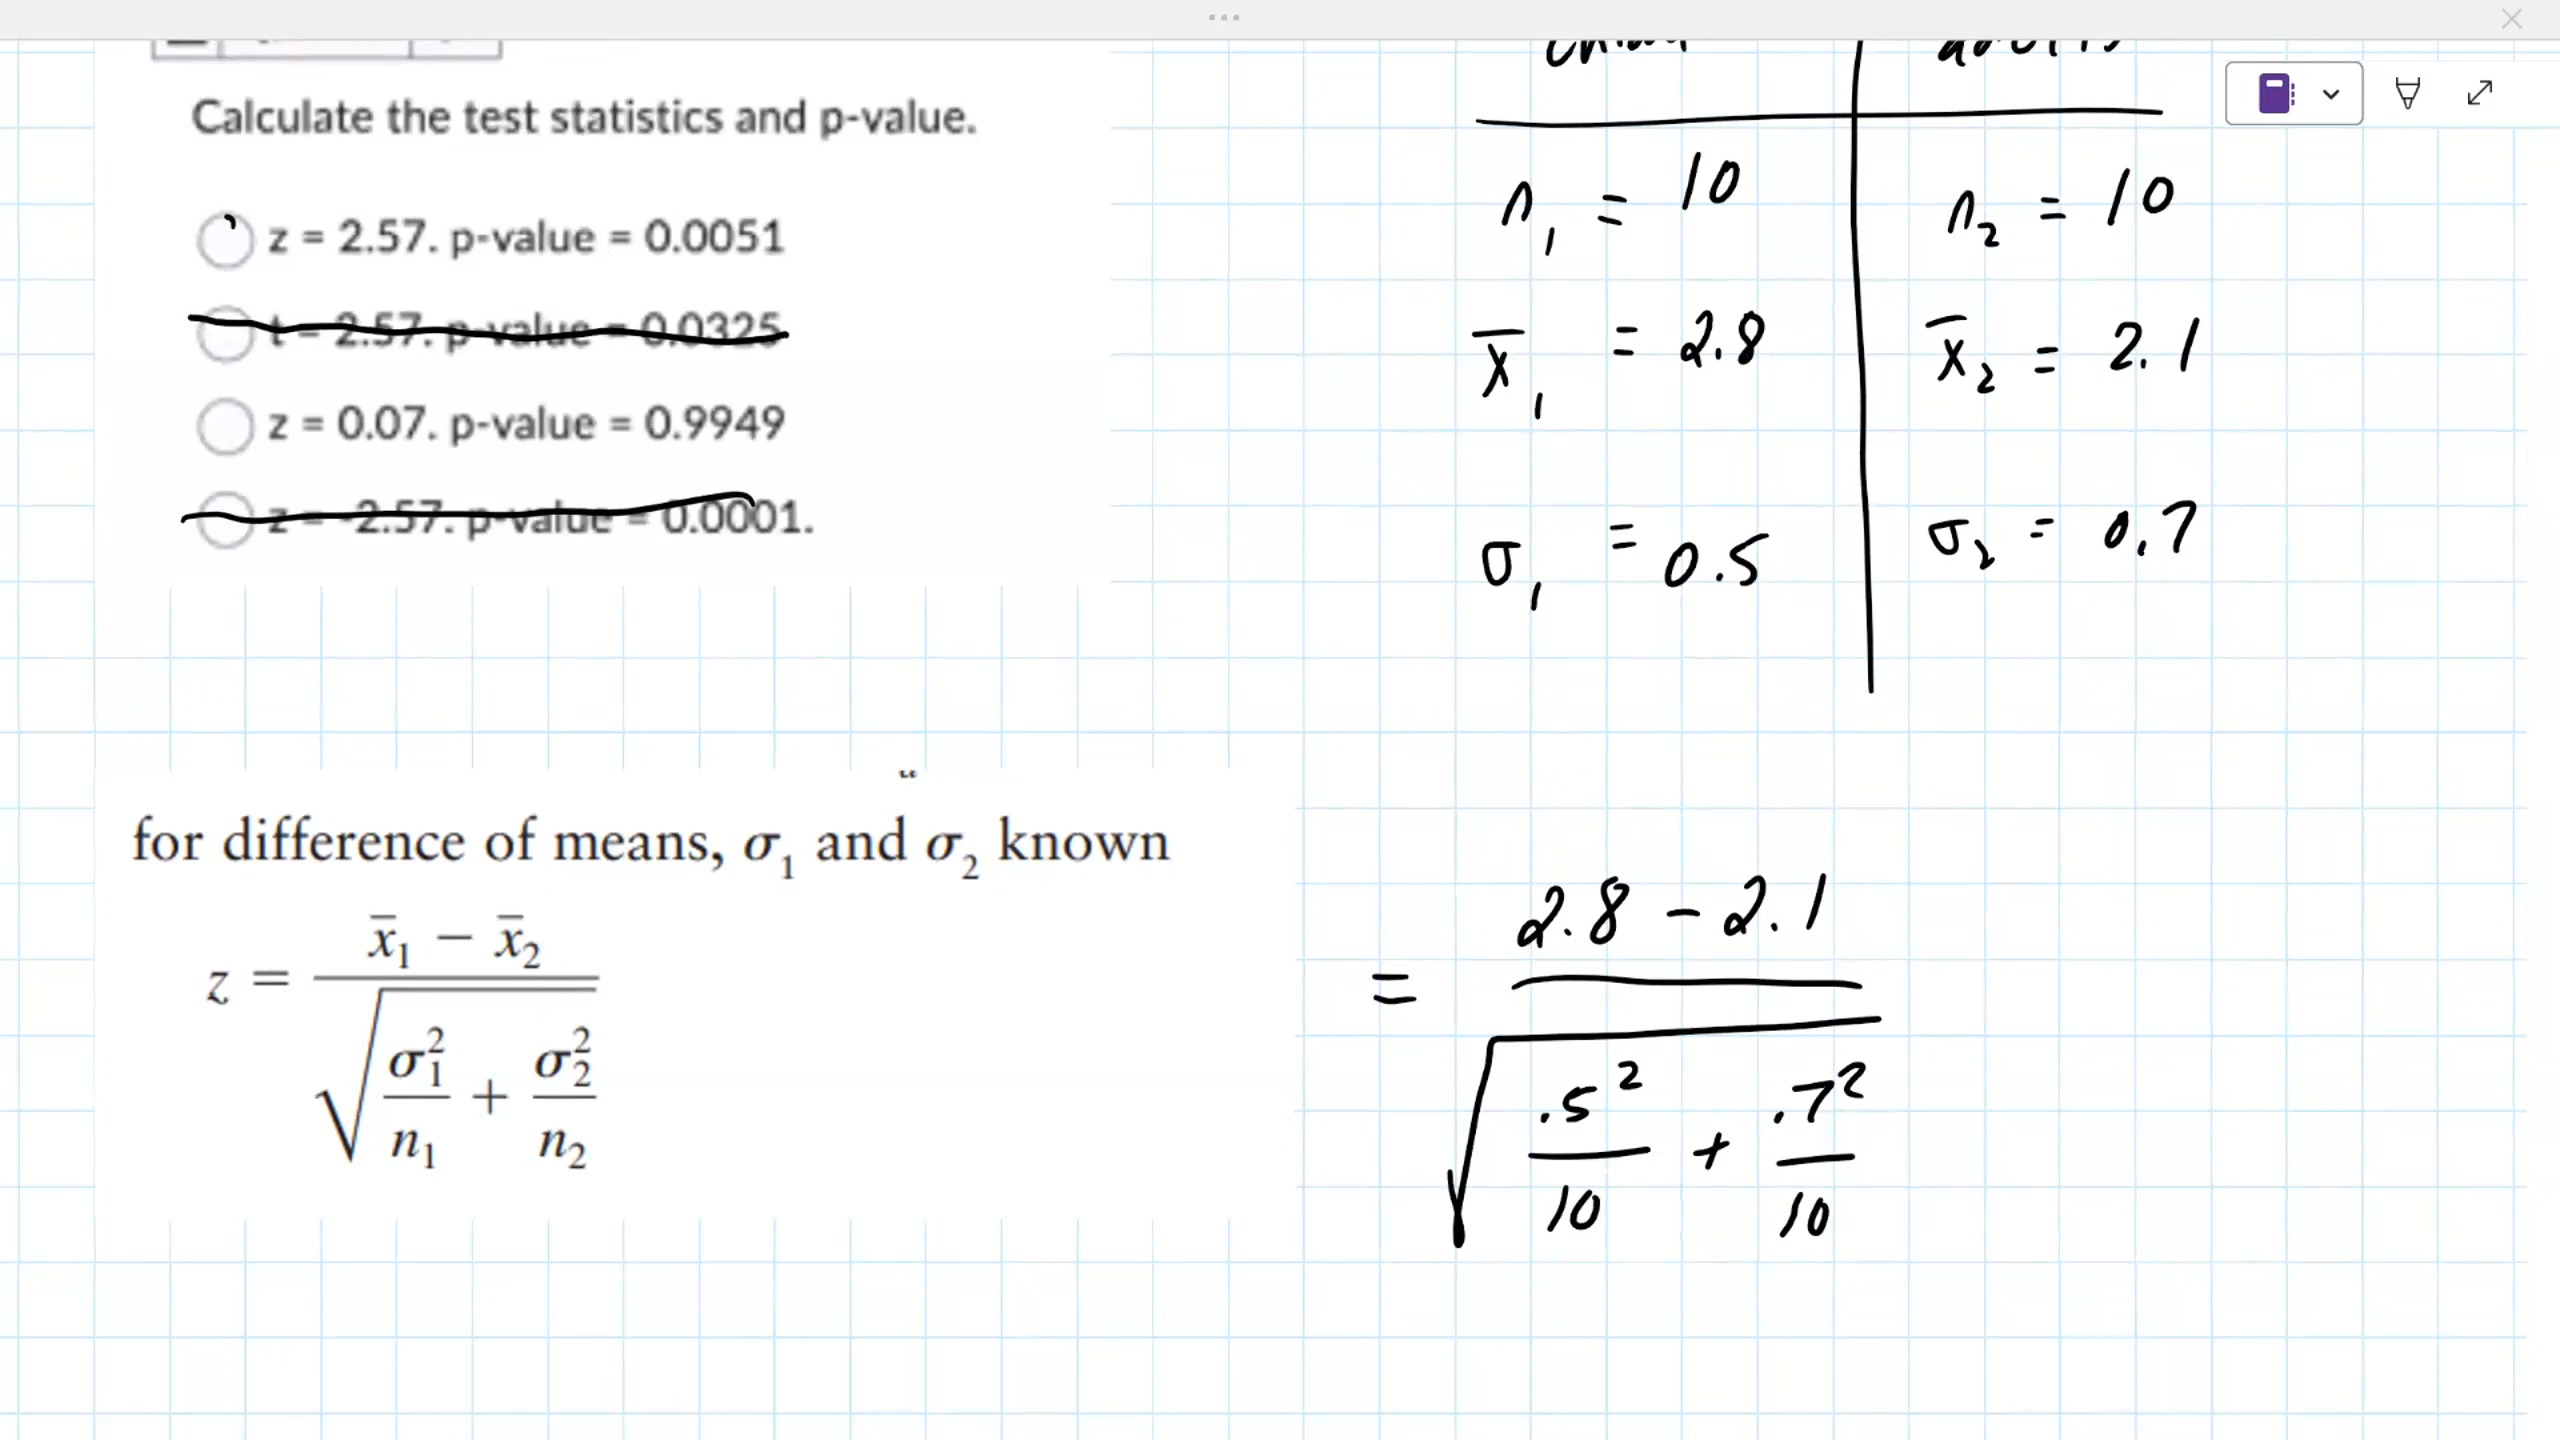 Calculate the test statistics and p-value.
z = 2.57. p-value = 0.0051
t = 2.57. p-value = 0.0325
z = 0.07. p-value = 0.9949
z = -2.57. p-value = 0.0001.
n₁ = 10
n₂ = 10
x̄₁ = 2.8
x̄₂ = 2.1
σ₁ = 0.5
σ₂ = 0.7
for difference of means, σ₁ and σ₂ known
z = (x̄₁ − x̄₂) / √(σ₁²/n₁ + σ₂²/n₂)
= (2.8 - 2.1) / √(.5²/10 + .7²/10)